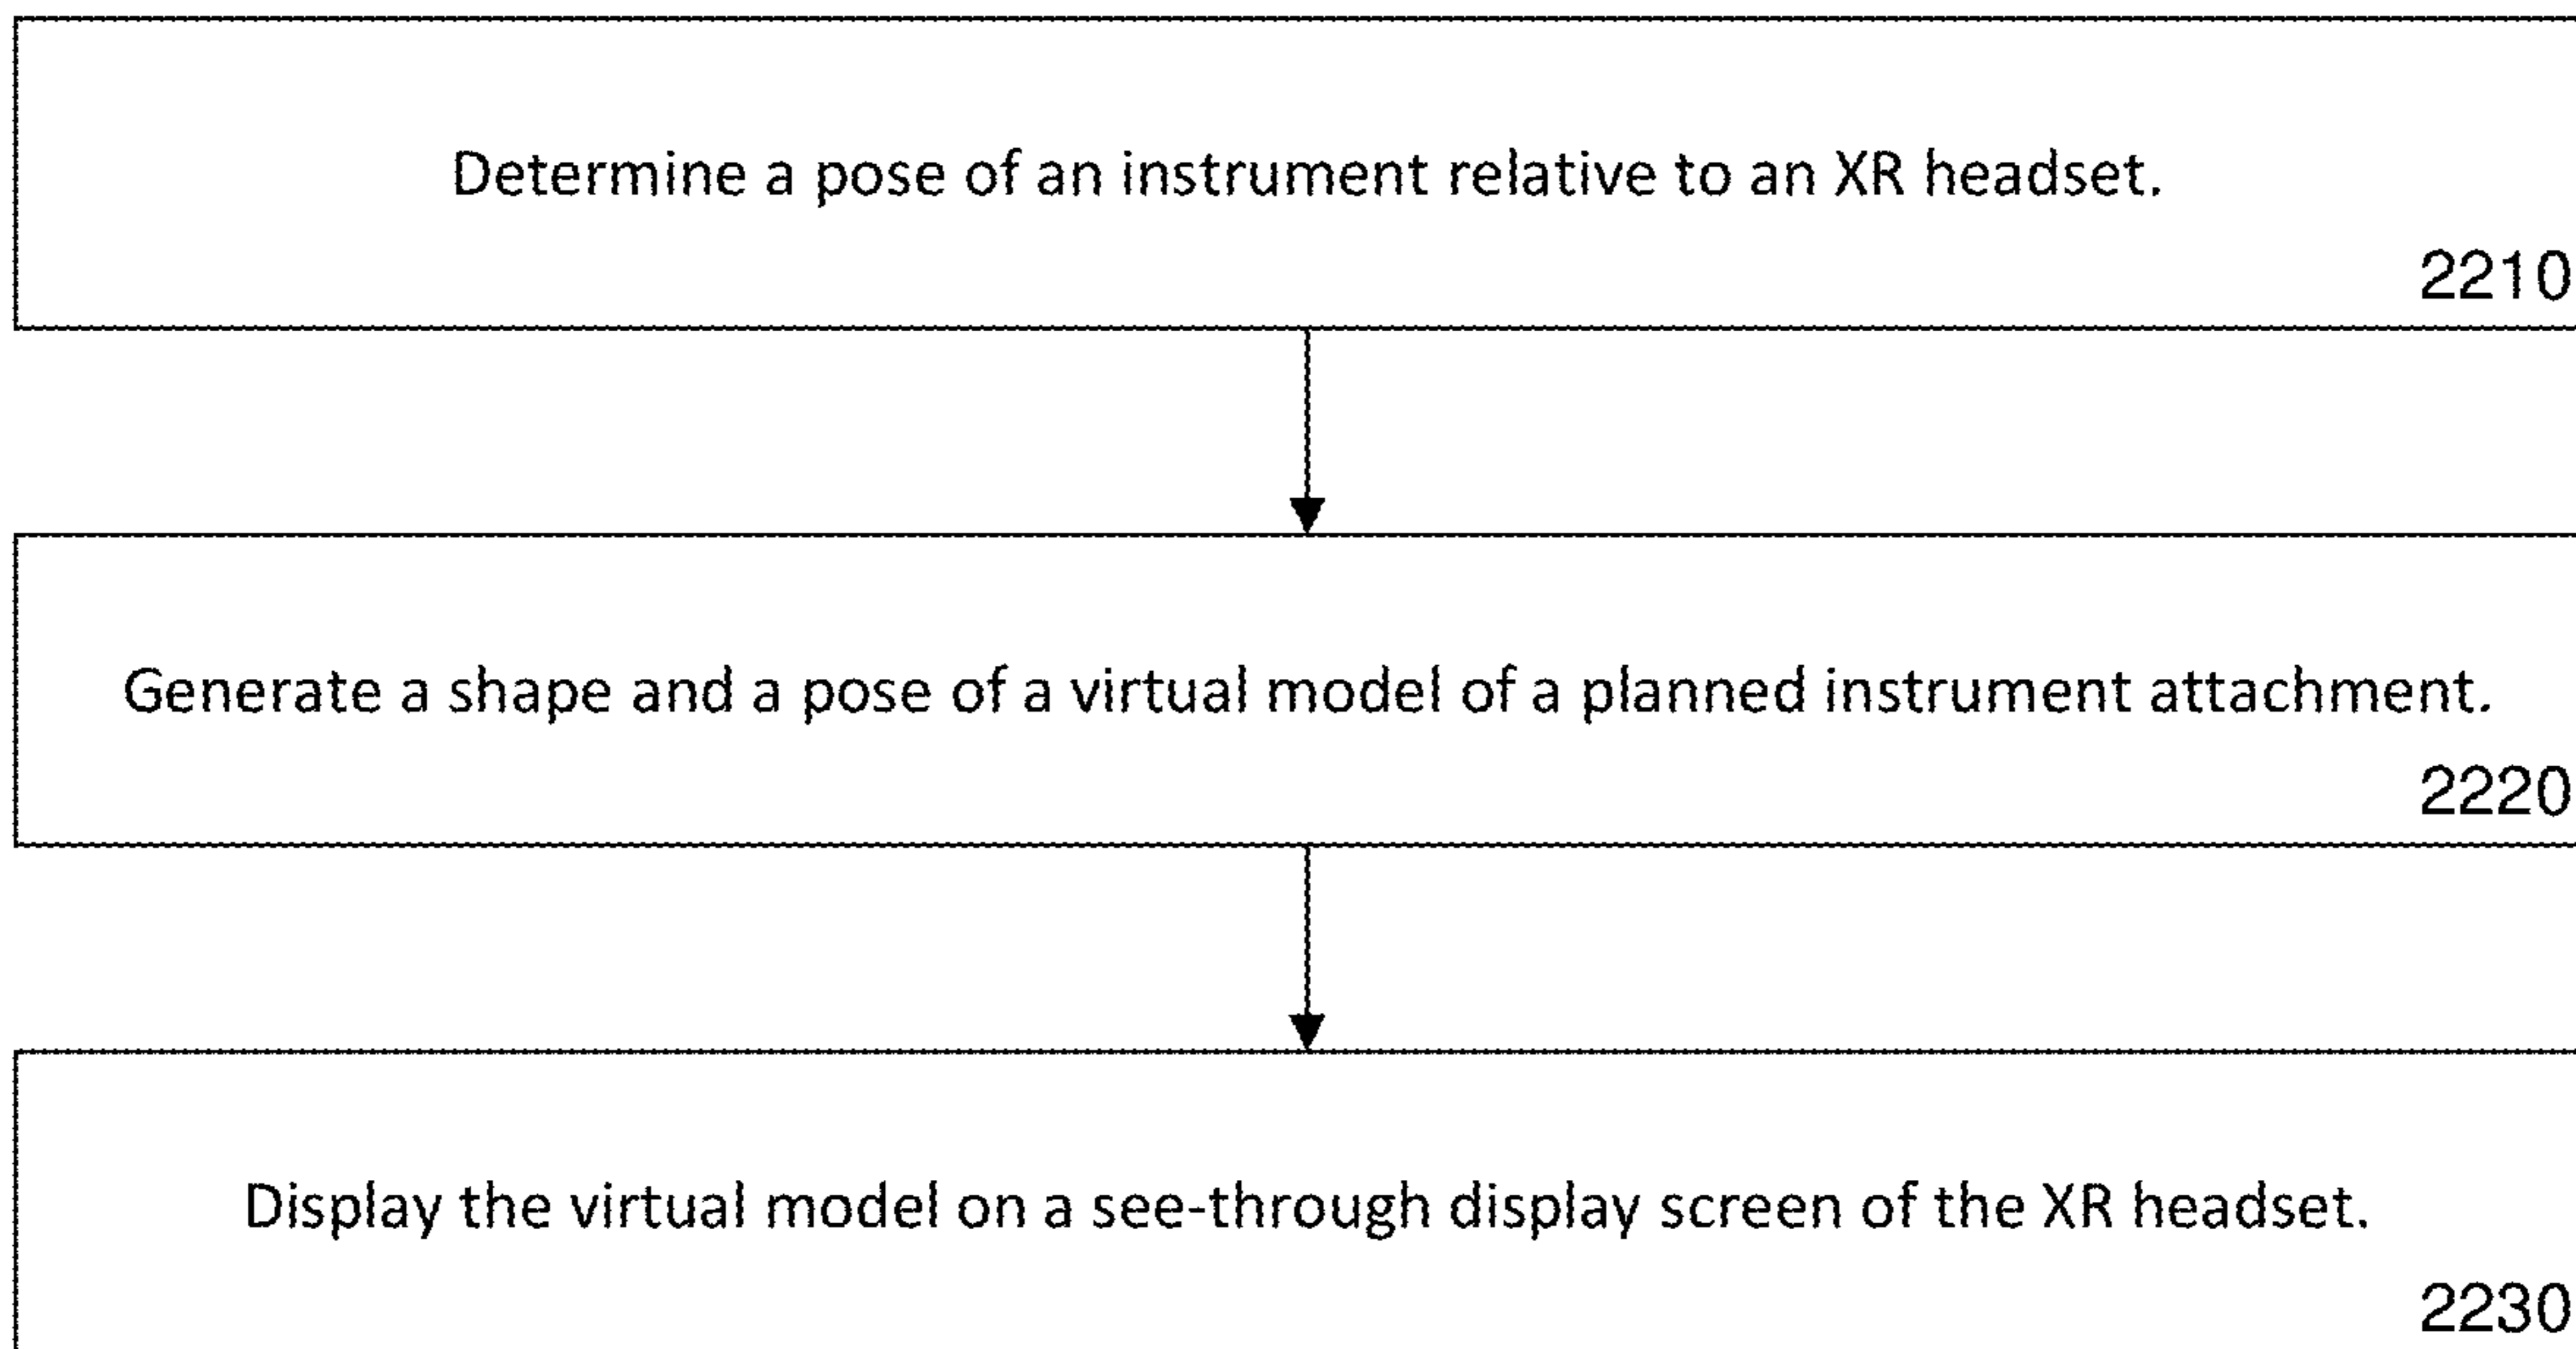 Determine a pose of an instrument relative to an XR headset.
2210
Generate a shape and a pose of a virtual model of a planned instrument attachment.
2220
Display the virtual model on a see-through display screen of the XR headset.
2230